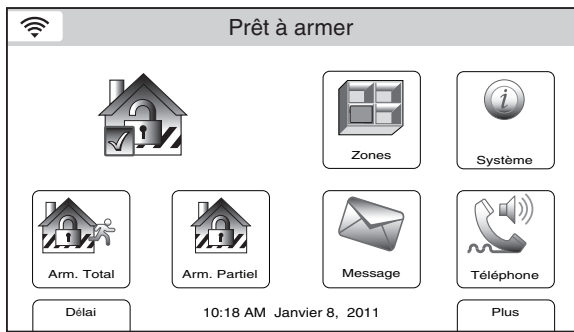 Prêt à armer
Zones
Système
Arm. Total
Arm. Partiel
Message
Téléphone
Délai
10:18 AM Janvier 8, 2011
Plus